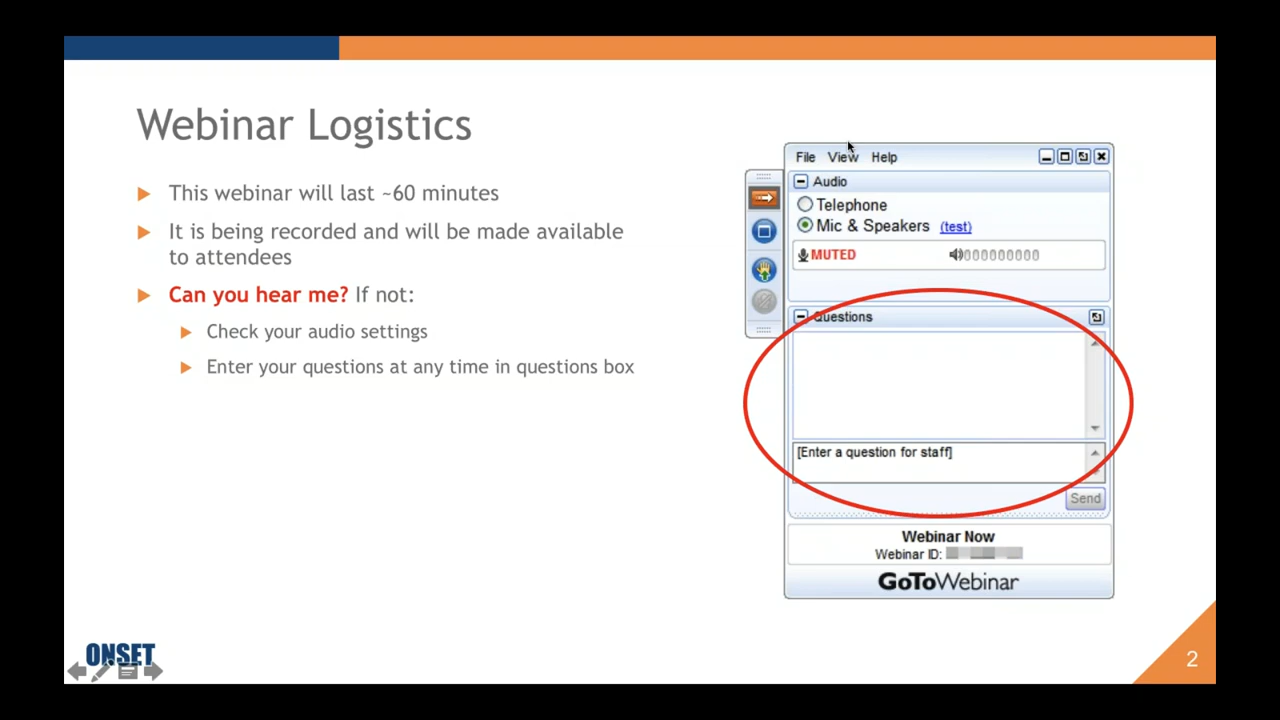 Webinar Logistics
This webinar will last ~60 minutes
It is being recorded and will be made available
to attendees
Can you hear me? If not:
Check your audio settings
Enter your questions at any time in questions box
File View Help
Audio
Telephone
Mic & Speakers (test)
MUTED
Questions
[Enter a question for staff]
Send
Webinar Now
Webinar ID:
GoToWebinar
ONSET
2